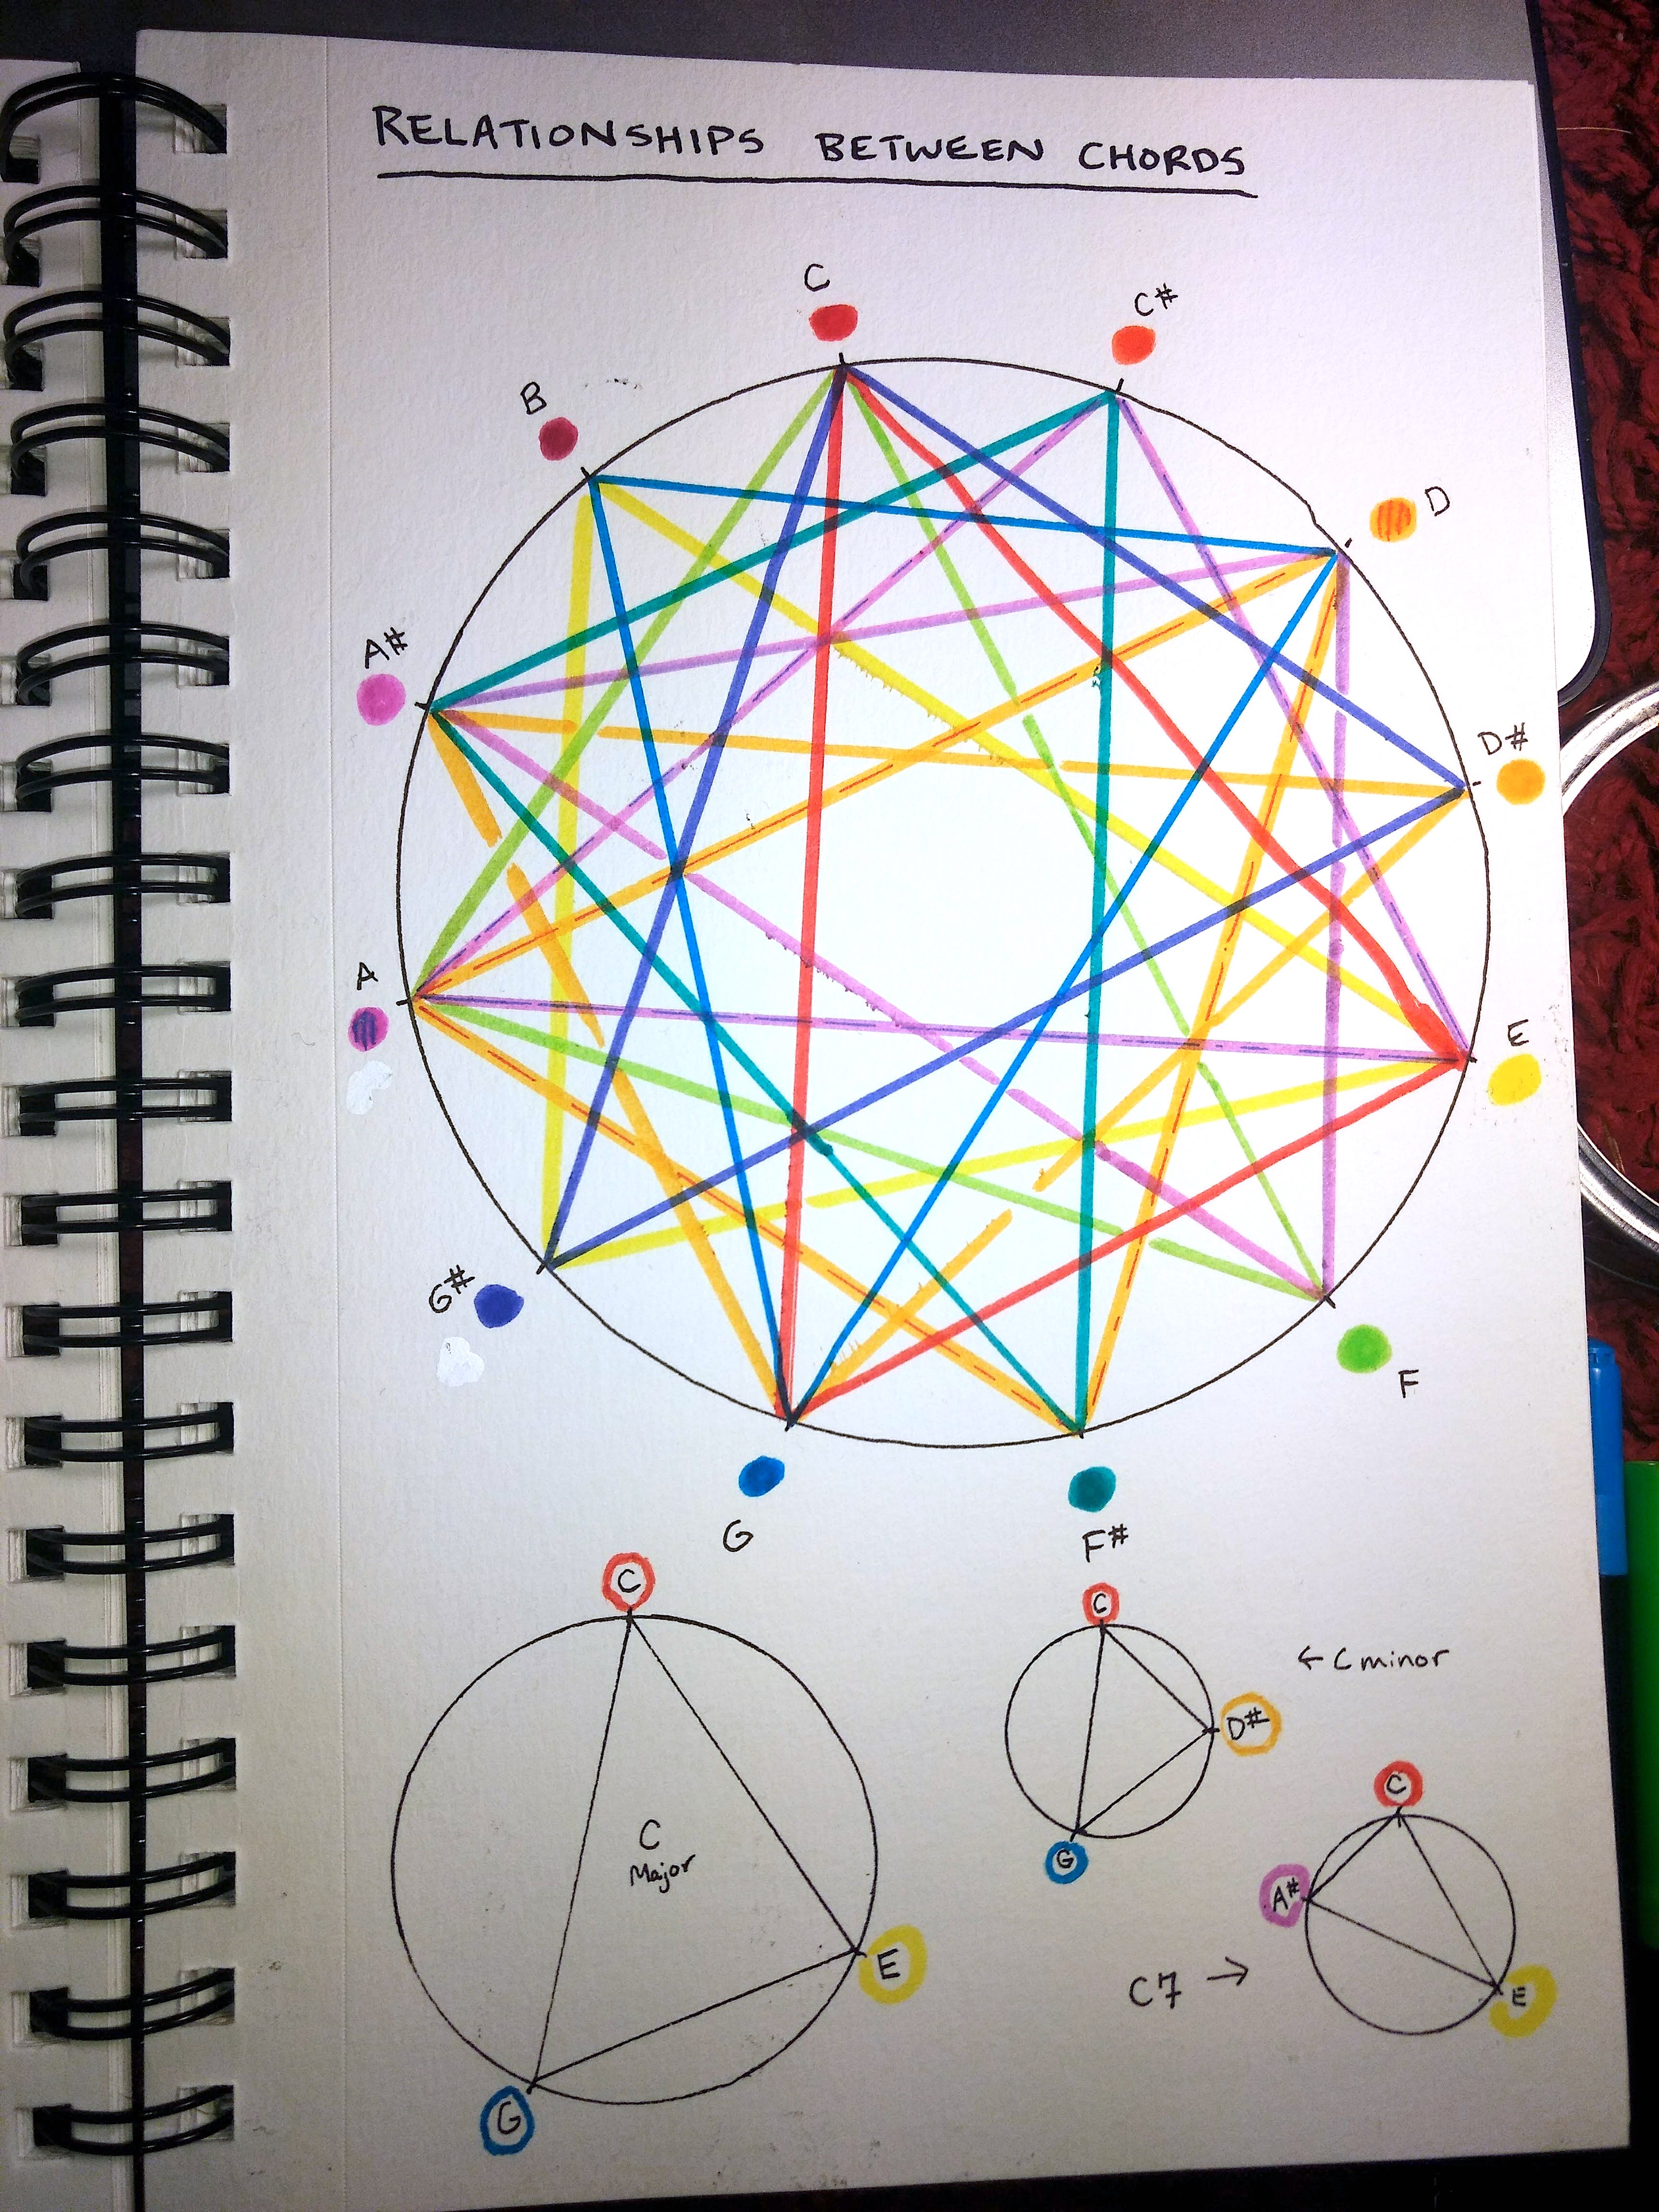 RELATIONSHIPS BETWEEN CHORDS
C
C#
B
D
A#
D#
A
E
G#
F
G
F#
C
C
← C minor
D#
C
C
Major
G
A#
E
C7 →
E
G